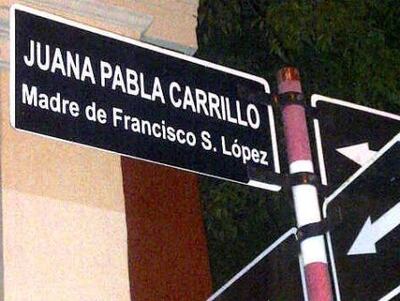 JUANA PABLA CARRILLO
Madre de Francisco S. López